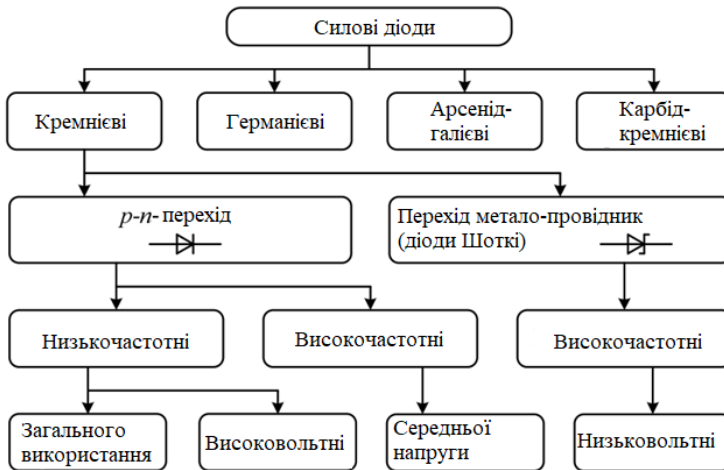 Силові діоди
Кремнієві
Германієві
Арсенід-
галієві
Карбід-
кремнієві
p-n- перехід
Перехід метало-провідник
(діоди Шоткі)
Низькочастотні
Високочастотні
Високочастотні
Загального
використання
Високовольтні
Середньої
напруги
Низьковольтні